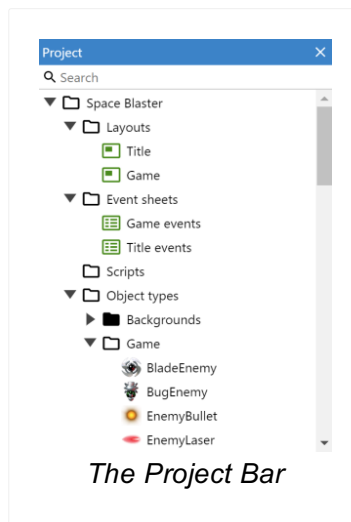 Project
Search
Space Blaster
Layouts
Title
Game
Event sheets
Game events
Title events
Scripts
Object types
Backgrounds
Game
BladeEnemy
BugEnemy
EnemyBullet
EnemyLaser
The Project Bar